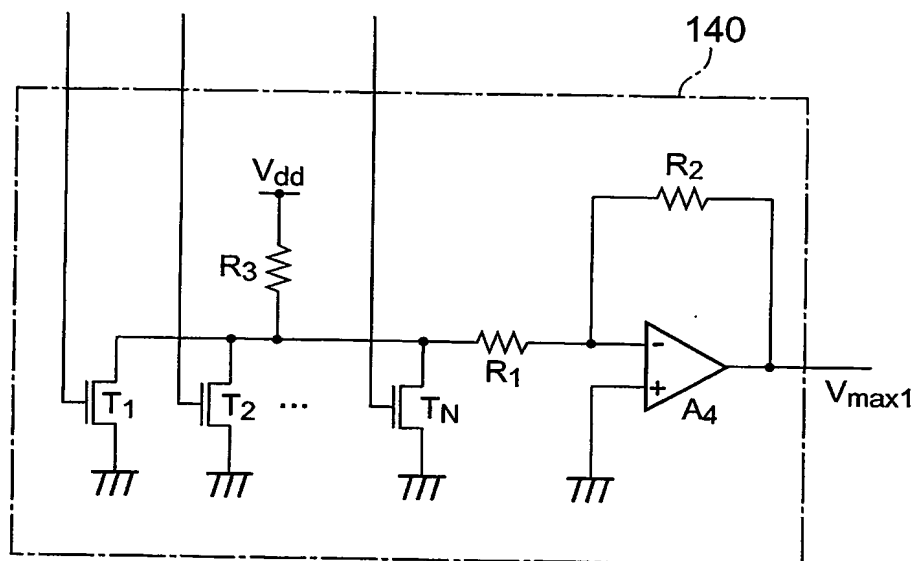 140
Vdd
R2
R3
R1
T1
T2
...
TN
-
+
A4
Vmax1